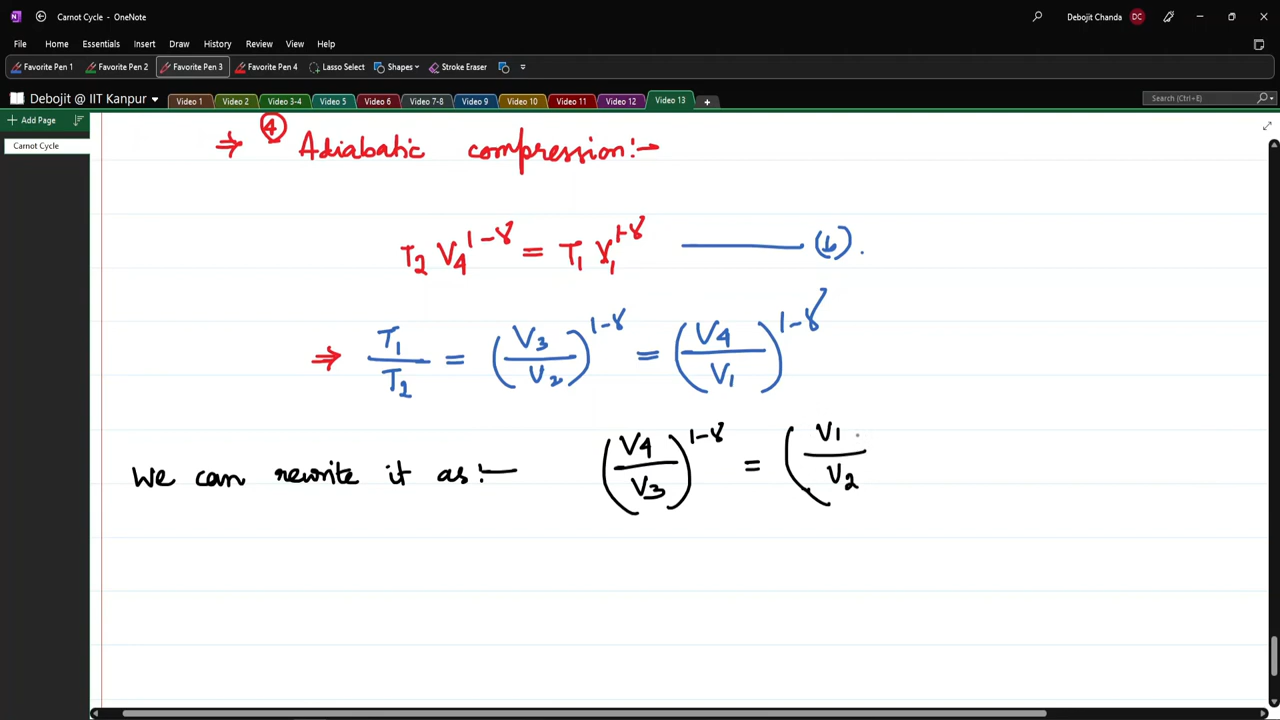 Carnot Cycle - OneNote
Debojit Chanda DC
File Home Essentials Insert Draw History Review View Help
Favorite Pen 1 Favorite Pen 2 Favorite Pen 3 Favorite Pen 4 Lasso Select Shapes Stroke Eraser
Debojit @ IIT Kanpur Video 1 Video 2 Video 3-4 Video 5 Video 6 Video 7-8 Video 9 Video 10 Video 11 Video 12 Video 13 + Search (Ctrl+E)
+ Add Page
Carnot Cycle
⇒ ④ Adiabatic compression:-
T₂ V₄^(1-γ) = T₁ V₁^(1-γ) ——— (b).
⇒ T₁/T₂ = (V₃/V₂)^(1-γ) = (V₄/V₁)^(1-γ)
We can rewrite it as:— (V₄/V₃)^(1-γ) = (V₁/V₂